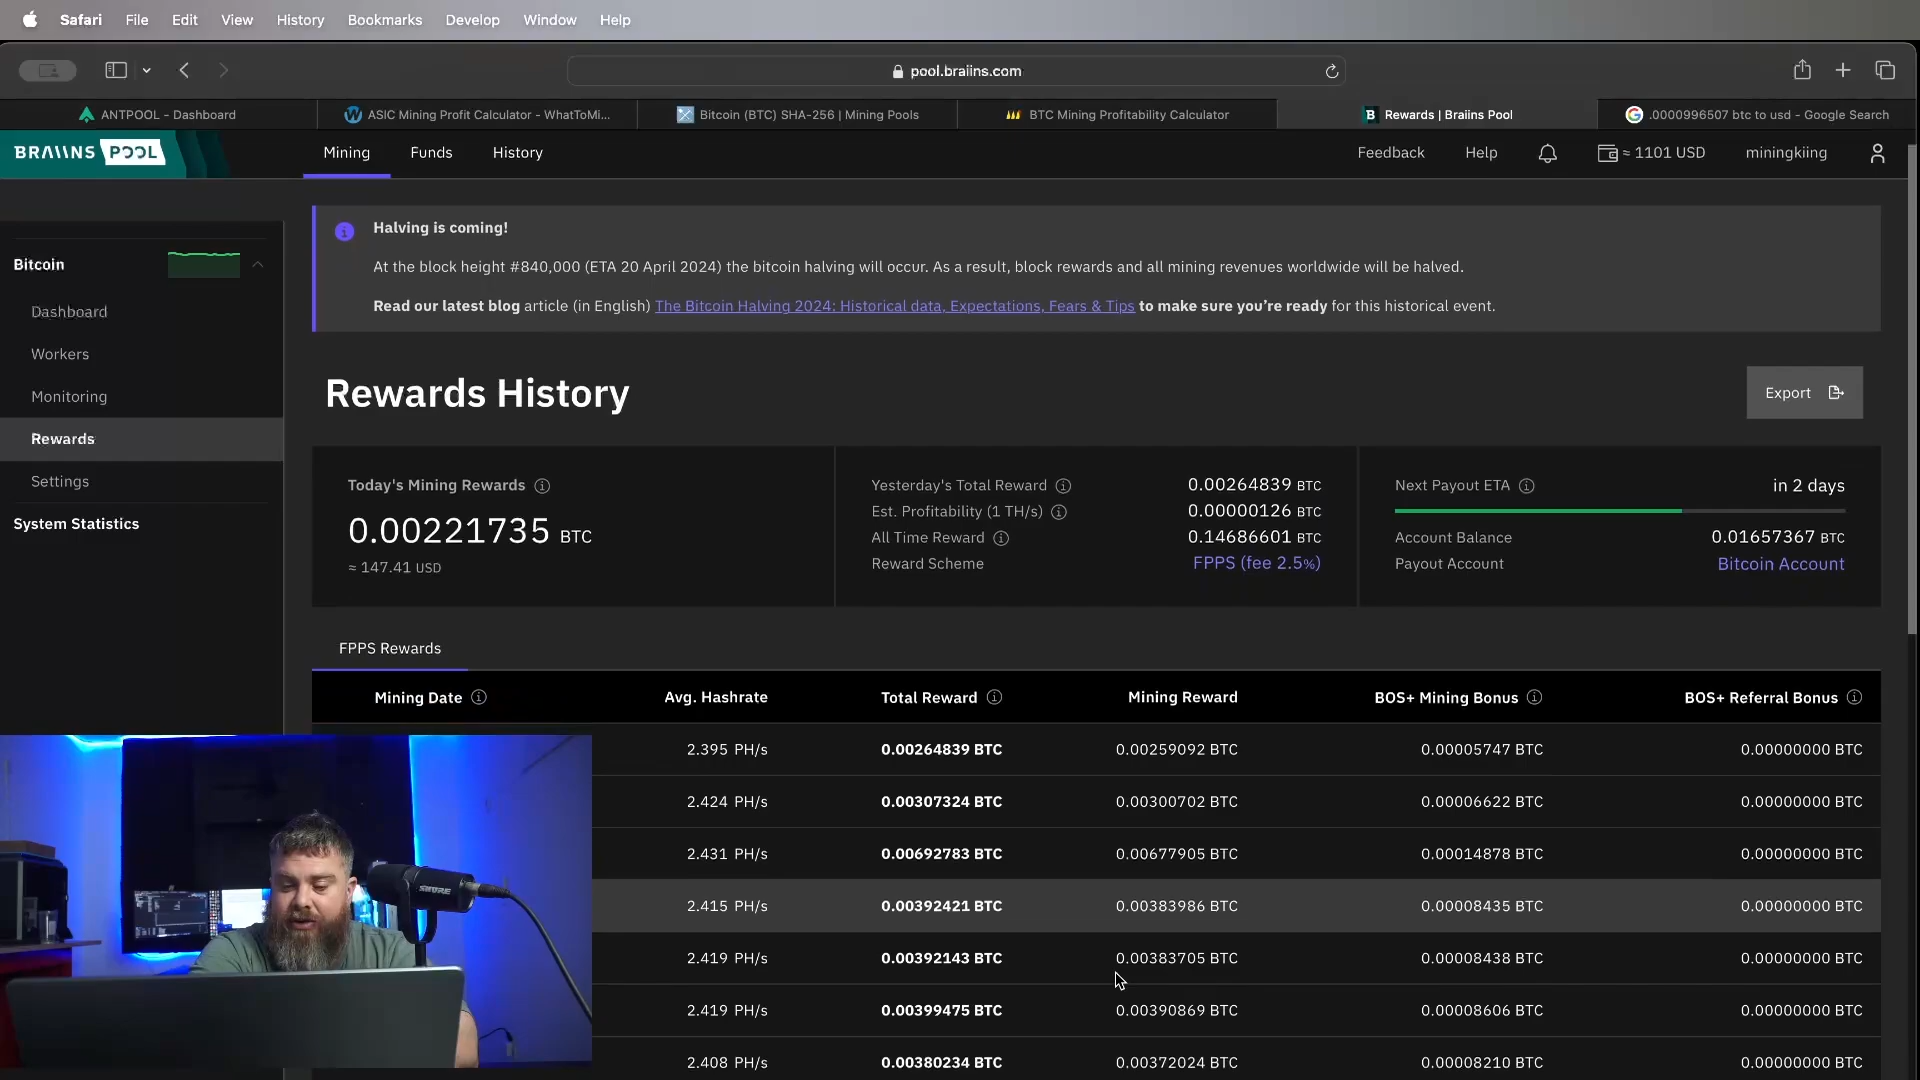 Safari File Edit View History Bookmarks Develop Window Help
pool.braiins.com
ANTPOOL - Dashboard
ASIC Mining Profit Calculator - WhatToMi...
Bitcoin (BTC) SHA-256 | Mining Pools
BTC Mining Profitability Calculator
Rewards | Braiins Pool
.0000996507 btc to usd - Google Search
BRAIINS POOL
Mining Funds History
Feedback Help ≈ 1101 USD miningkiing
Halving is coming!
At the block height #840,000 (ETA 20 April 2024) the bitcoin halving will occur. As a result, block rewards and all mining revenues worldwide will be halved.
Read our latest blog article (in English) The Bitcoin Halving 2024: Historical data, Expectations, Fears & Tips to make sure you're ready for this historical event.
Bitcoin
Dashboard
Workers
Monitoring
Rewards
Settings
System Statistics
Rewards History
Export
Today's Mining Rewards
0.00221735 BTC
≈ 147.41 USD
Yesterday's Total Reward 0.00264839 BTC
Est. Profitability (1 TH/s) 0.00000126 BTC
All Time Reward 0.14686601 BTC
Reward Scheme FPPS (fee 2.5%)
Next Payout ETA in 2 days
Account Balance 0.01657367 BTC
Payout Account Bitcoin Account
FPPS Rewards
Mining Date Avg. Hashrate Total Reward Mining Reward BOS+ Mining Bonus BOS+ Referral Bonus
2.395 PH/s 0.00264839 BTC 0.00259092 BTC 0.00005747 BTC 0.00000000 BTC
2.424 PH/s 0.00307324 BTC 0.00300702 BTC 0.00006622 BTC 0.00000000 BTC
2.431 PH/s 0.00692783 BTC 0.00677905 BTC 0.00014878 BTC 0.00000000 BTC
2.415 PH/s 0.00392421 BTC 0.00383986 BTC 0.00008435 BTC 0.00000000 BTC
2.419 PH/s 0.00392143 BTC 0.00383705 BTC 0.00008438 BTC 0.00000000 BTC
2.419 PH/s 0.00399475 BTC 0.00390869 BTC 0.00008606 BTC 0.00000000 BTC
2.408 PH/s 0.00380234 BTC 0.00372024 BTC 0.00008210 BTC 0.00000000 BTC
SHURE